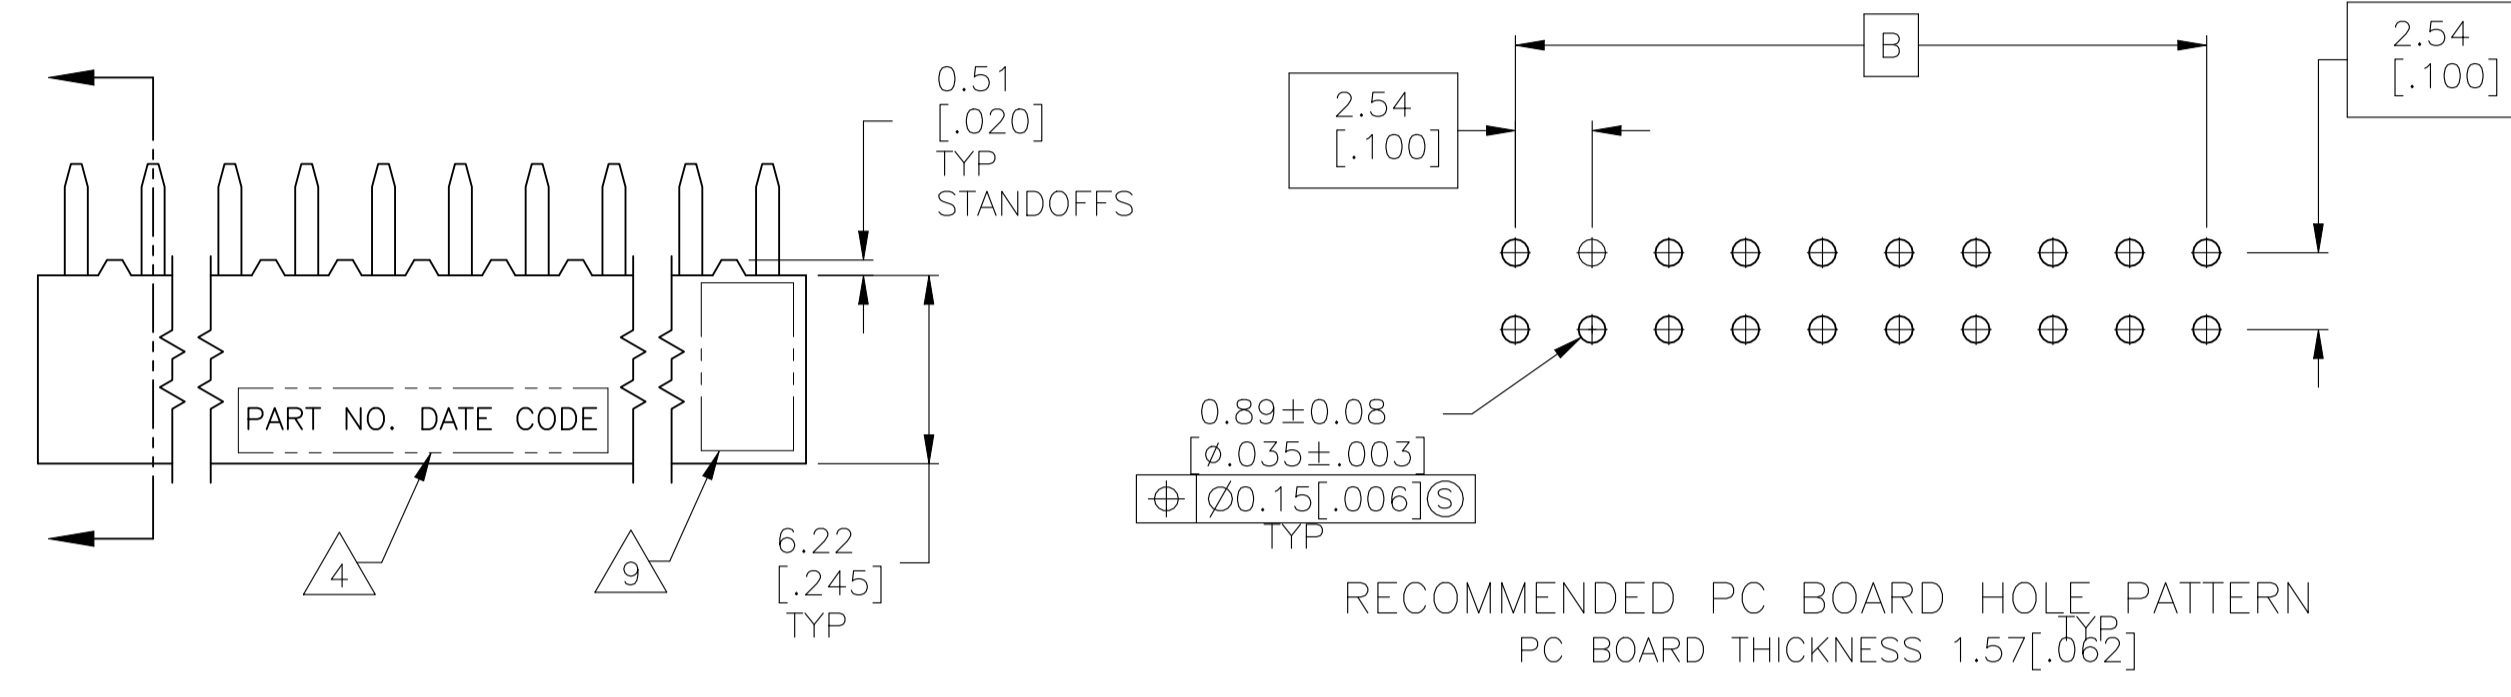 0.51
[.020]
TYP
STANDOFFS
PART NO. DATE CODE
4
9
6.22
[.245]
TYP
B
2.54
[.100]
2.54
[.100]
0.89±0.08
[⌀.035±.003]
⌖ ⌀0.15[.006]Ⓢ
TYP
RECOMMENDED PC BOARD HOLE PATTERN
TYP
PC BOARD THICKNESS 1.57[.062]